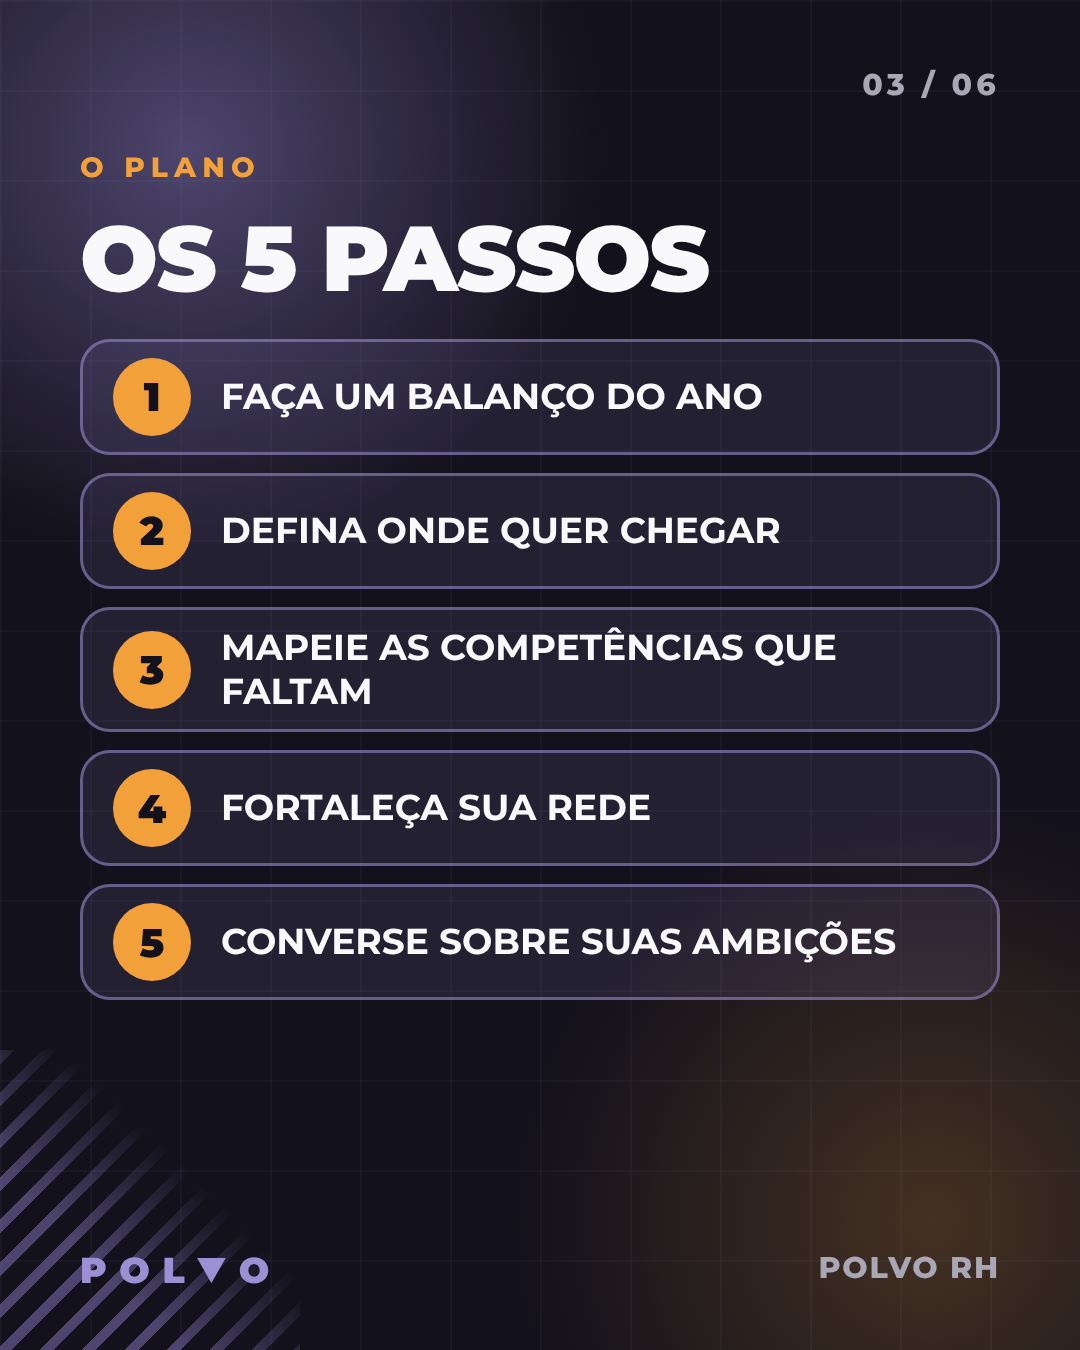 03 / 06
O PLANO
OS 5 PASSOS
1 FAÇA UM BALANÇO DO ANO
2 DEFINA ONDE QUER CHEGAR
3 MAPEIE AS COMPETÊNCIAS QUE
FALTAM
4 FORTALEÇA SUA REDE
5 CONVERSE SOBRE SUAS AMBIÇÕES
POLVO
POLVO RH